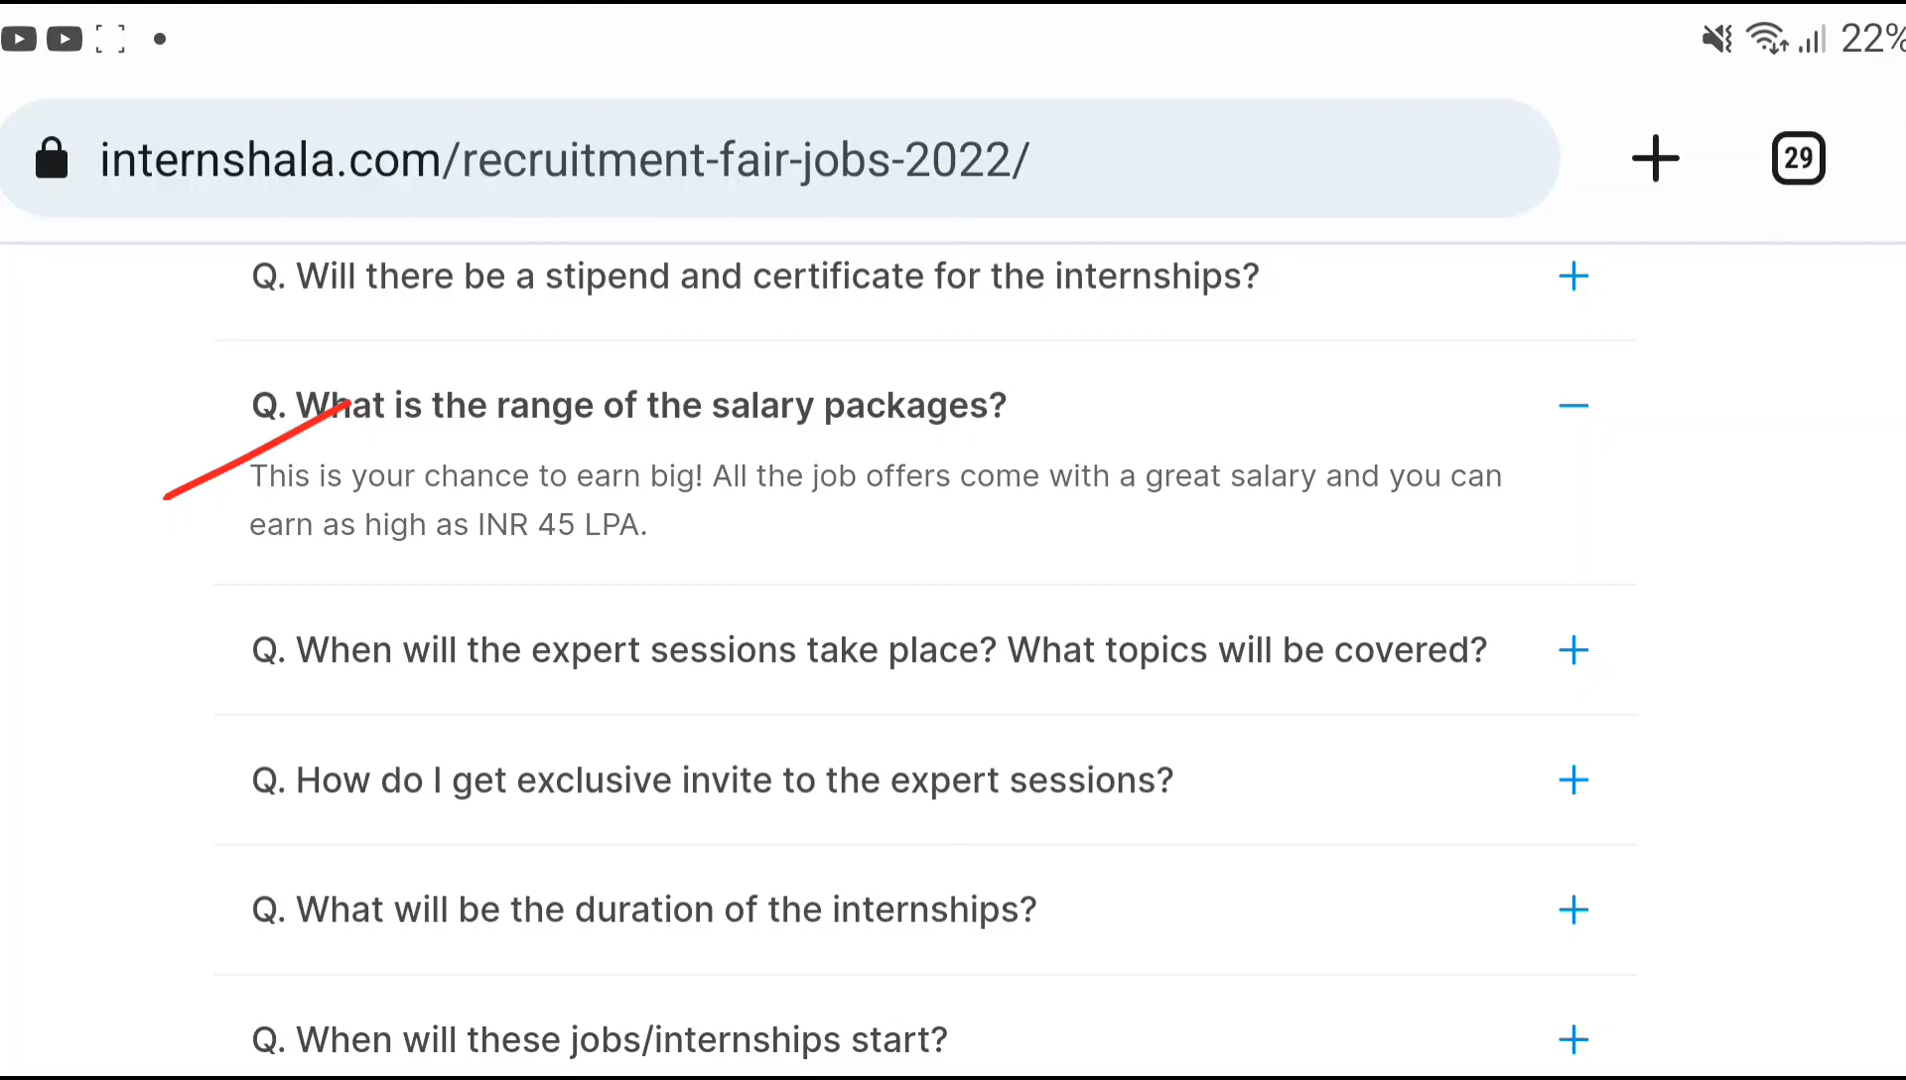 22%
internshala.com/recruitment-fair-jobs-2022/
29
Q. Will there be a stipend and certificate for the internships?
Q. What is the range of the salary packages?
This is your chance to earn big! All the job offers come with a great salary and you can
earn as high as INR 45 LPA.
Q. When will the expert sessions take place? What topics will be covered?
Q. How do I get exclusive invite to the expert sessions?
Q. What will be the duration of the internships?
Q. When will these jobs/internships start?